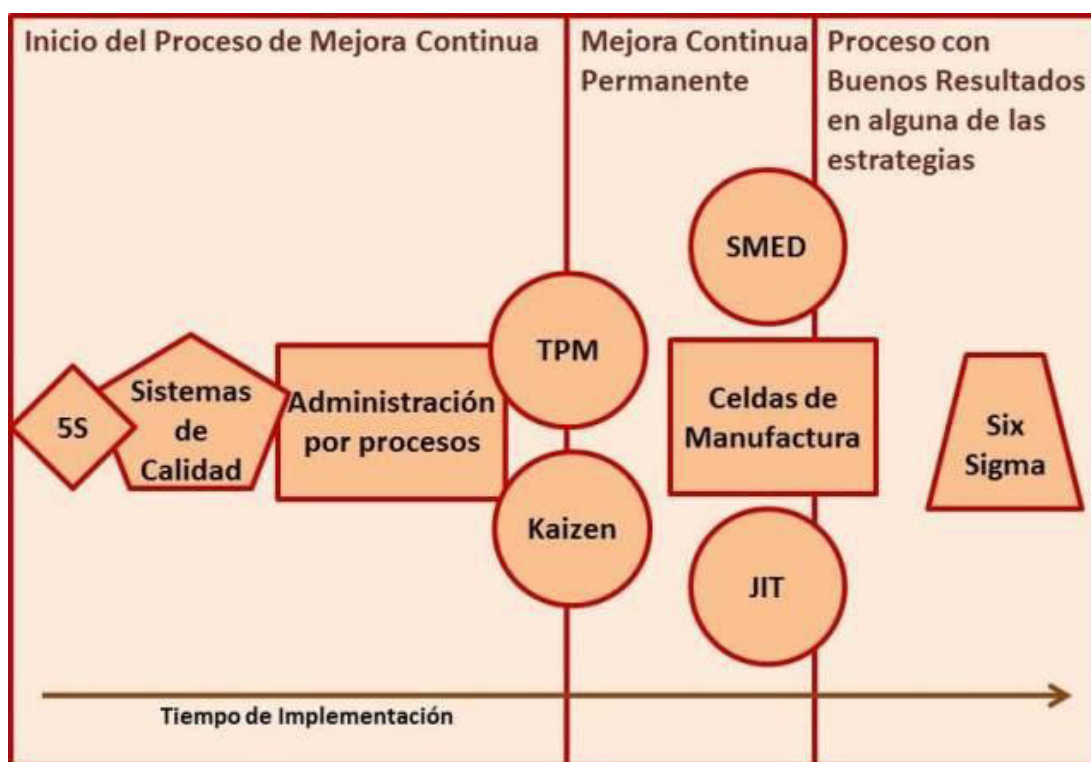 Inicio del Proceso de Mejora Continua
Mejora Continua
Permanente
Proceso con
Buenos Resultados
en alguna de las
estrategias
SMED
TPM
5S
Sistemas
de
Calidad
Administración
por procesos
Kaizen
Celdas de
Manufactura
JIT
Six
Sigma
Tiempo de Implementación